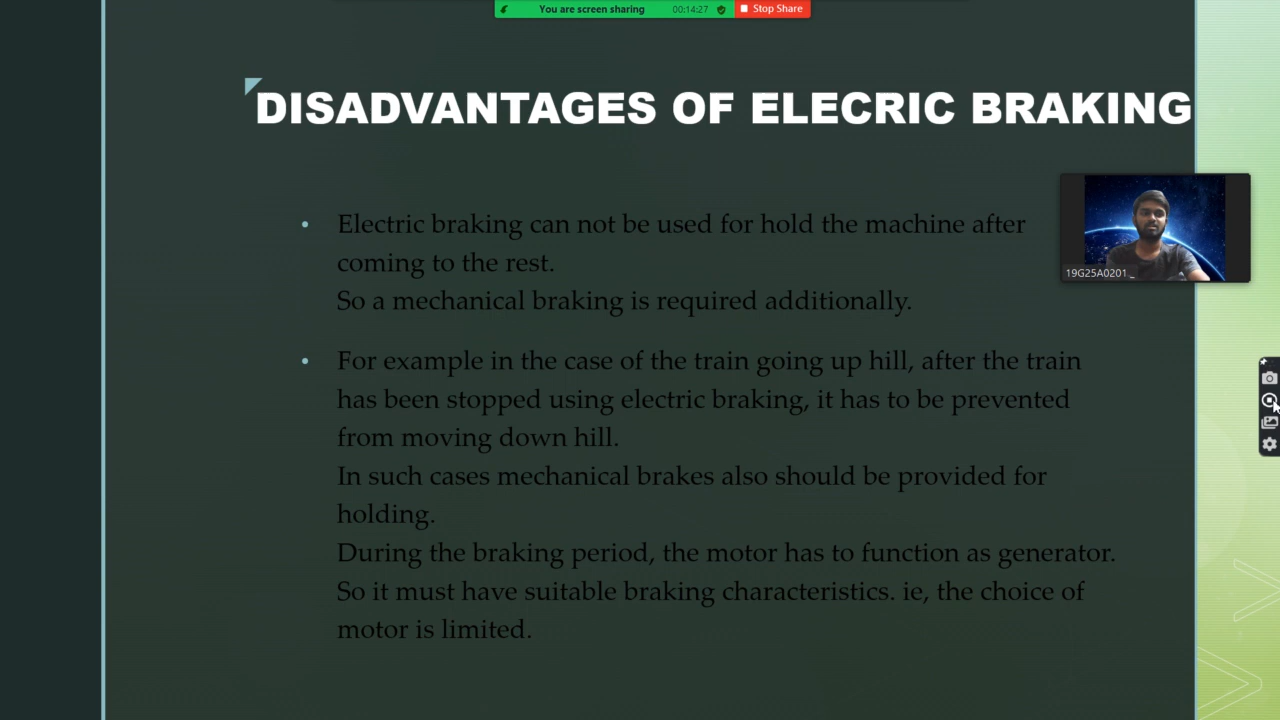 You are screen sharing 00:14:27 Stop Share
DISADVANTAGES OF ELECRIC BRAKING
• Electric braking can not be used for hold the machine after
coming to the rest.
So a mechanical braking is required additionally.
19G25A0201 _
• For example in the case of the train going up hill, after the train
has been stopped using electric braking, it has to be prevented
from moving down hill.
In such cases mechanical brakes also should be provided for
holding.
During the braking period, the motor has to function as generator.
So it must have suitable braking characteristics. ie, the choice of
motor is limited.